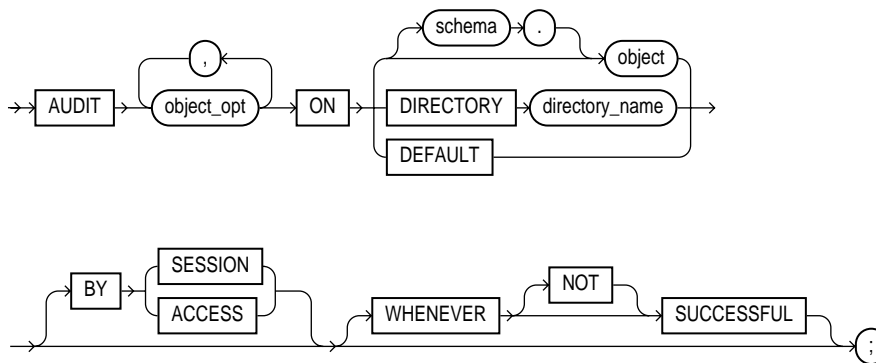 schema .
, object
AUDIT object_opt ON DIRECTORY directory_name
DEFAULT
SESSION NOT
BY
ACCESS WHENEVER SUCCESSFUL
;